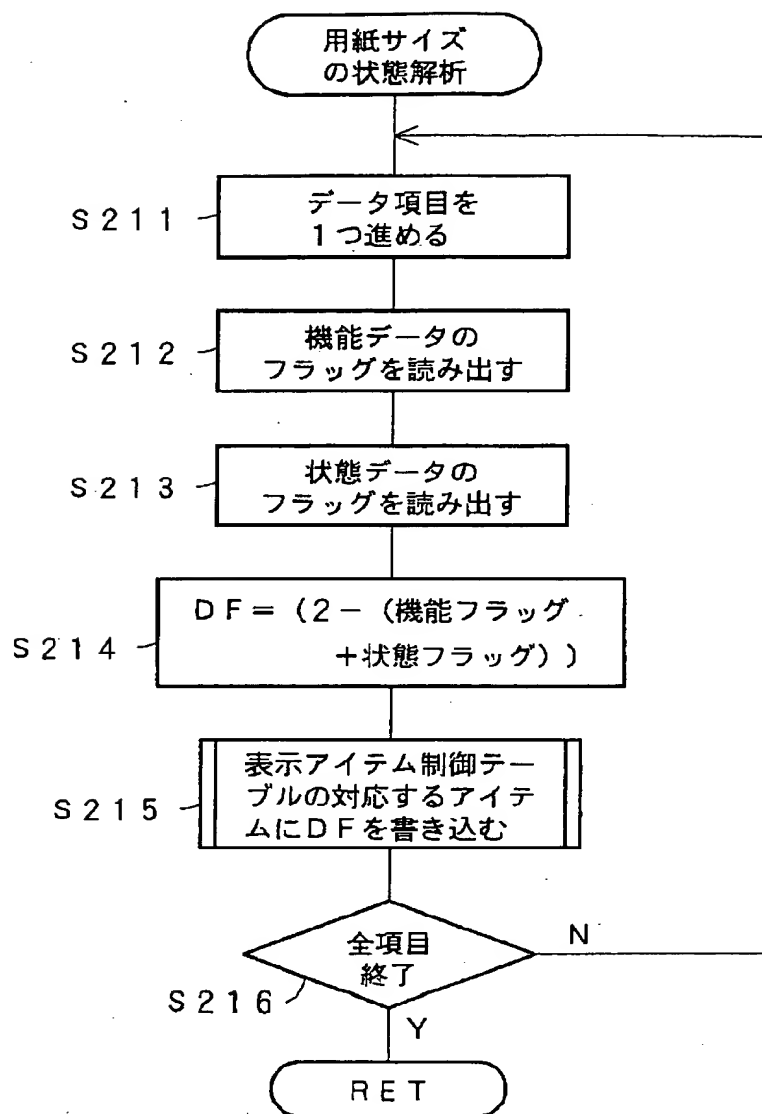 用紙サイズ
の状態解析
S211
データ項目を
1つ進める
S212
機能データの
フラッグを読み出す
S213
状態データの
フラッグを読み出す
S214
DF=(2-(機能フラッグ
+状態フラッグ))
S215
表示アイテム制御テー
ブルの対応するアイテ
ムにDFを書き込む
S216
全項目
終了
N
Y
RET